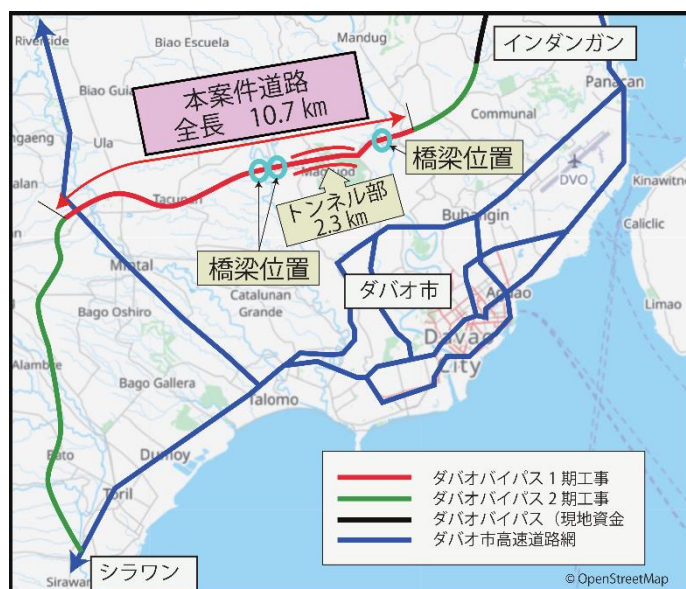 Riverside
Biao Escuela
Mandug
インダンガン
Panacan
Biao Gui
本案件道路
全長 10.7 km
Communal
Ula
橋梁位置
DVO
Kinawitnon
Tacunan
トンネル部
2.3 km
Buhangin
Caliclic
橋梁位置
Mintal
ダバオ市
Catalunan
Grande
Agdao
Limao
Bago Oshiro
Davao
City
Alambre
Bago Gallera
Talomo
Bato
Dumoy
Toril
ダバオバイパス1期工事
ダバオバイパス2期工事
ダバオバイパス（現地資金
ダバオ市高速道路網
シラワン
Sirawan
© OpenStreetMap